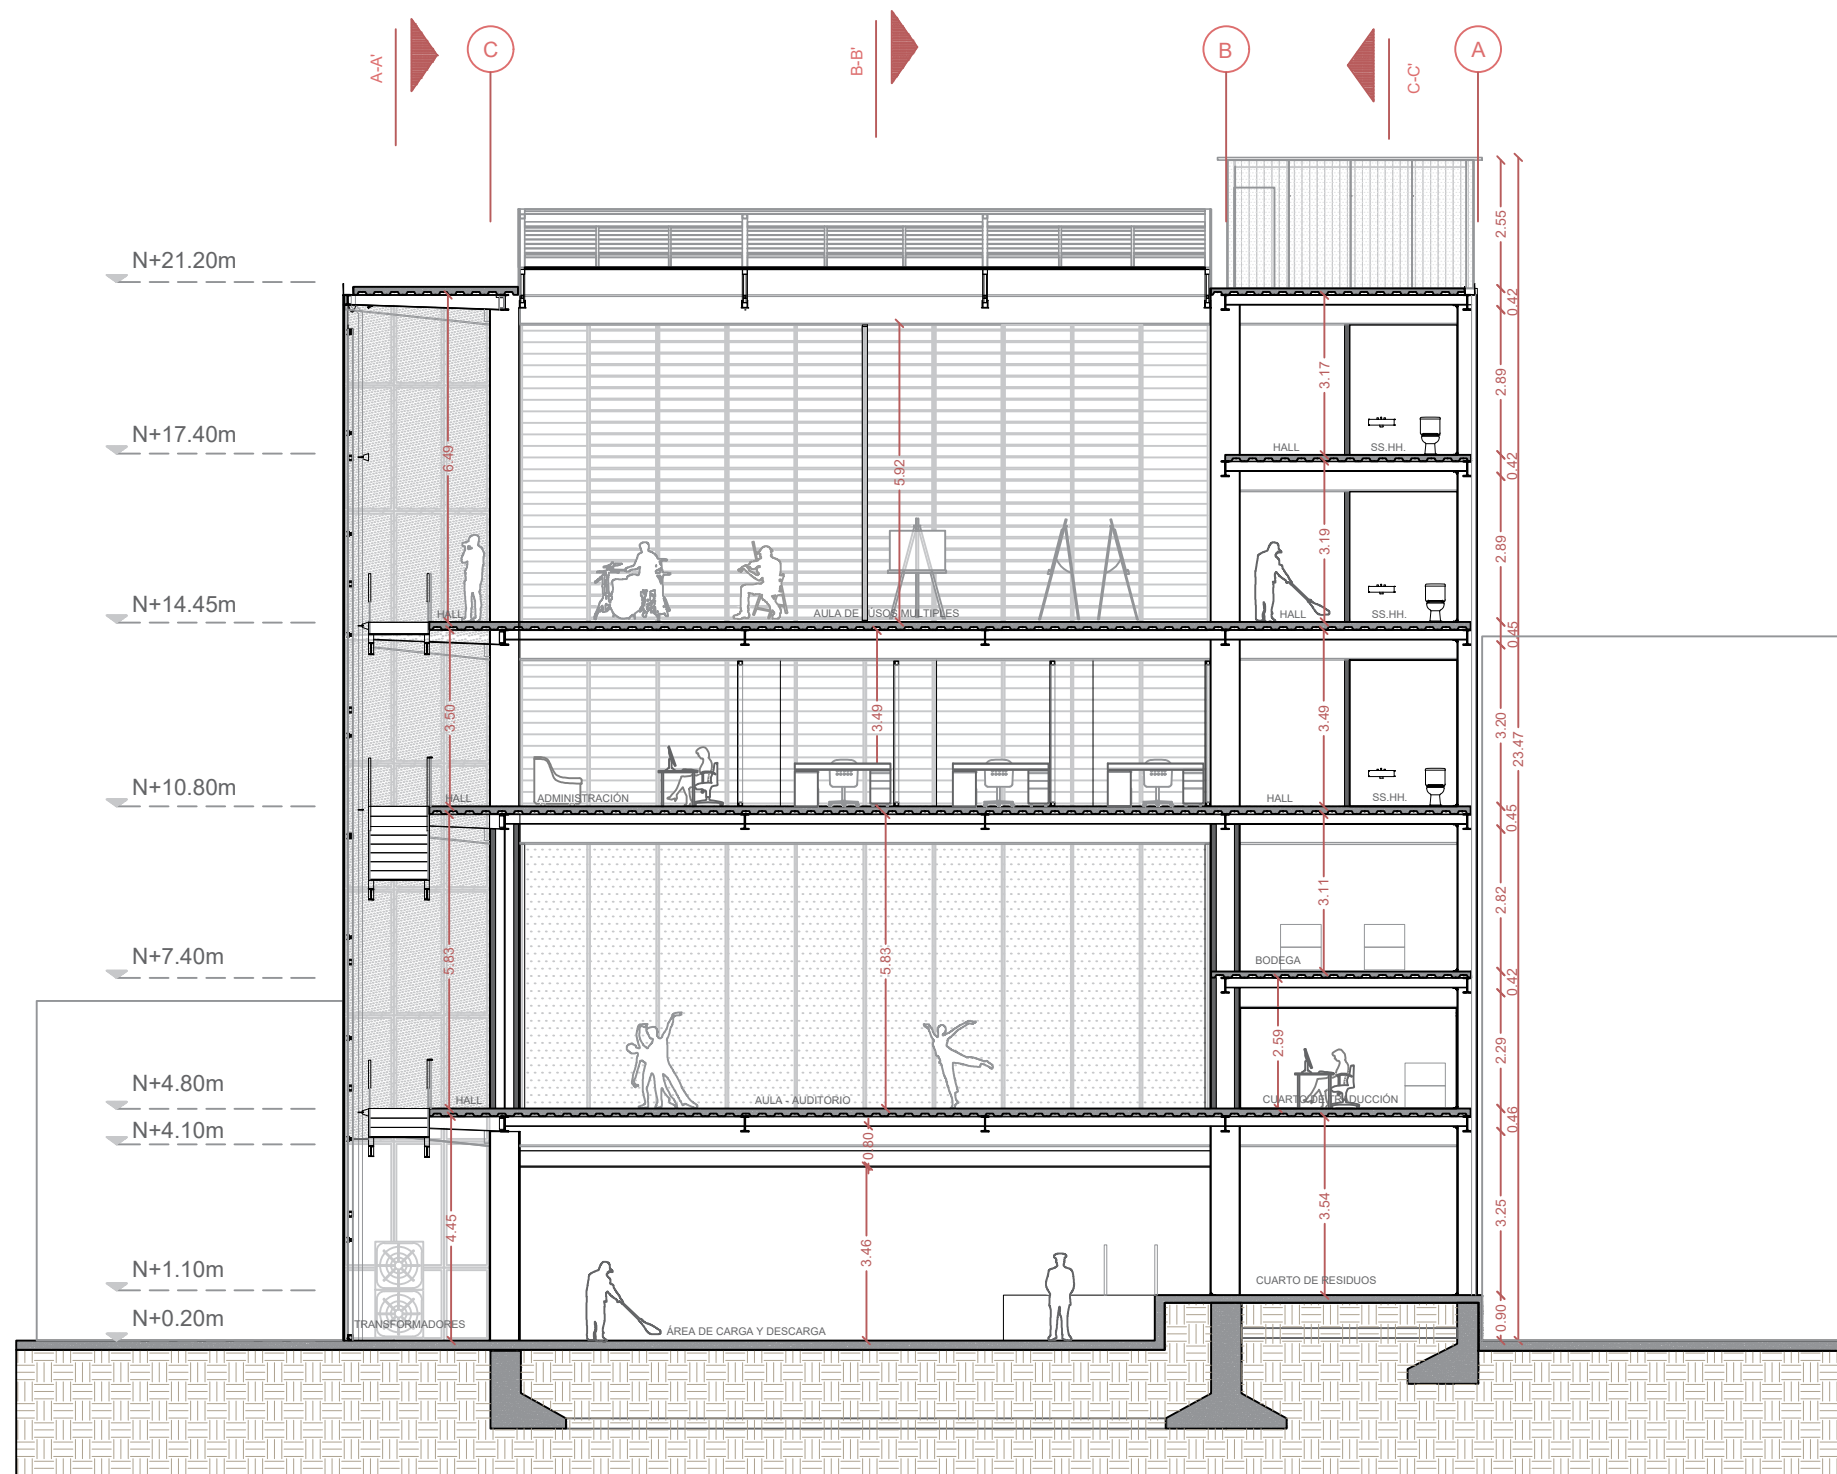 A-A'
C
B-B'
B
C-C'
A
2.55
N+21.20m
0.42
3.17
2.89
5.92
N+17.40m
6.49
HALL
SS.HH.
0.42
3.19
2.89
N+14.45m
HALL
AULA DE ÚSOS MULTIPLES
HALL
SS.HH.
0.45
3.50
3.49
3.49
3.20
23.47
N+10.80m
HALL
ADMINISTRACIÓN
HALL
SS.HH.
0.45
3.11
2.82
N+7.40m
5.83
5.83
BODEGA
0.42
2.59
2.29
N+4.80m
HALL
AULA - AUDITORIO
CUARTO DE TRADUCCIÓN
0.46
N+4.10m
0.80
4.45
3.46
3.54
3.25
N+1.10m
CUARTO DE RESIDUOS
N+0.20m
TRANSFORMADORES
ÁREA DE CARGA Y DESCARGA
0.90